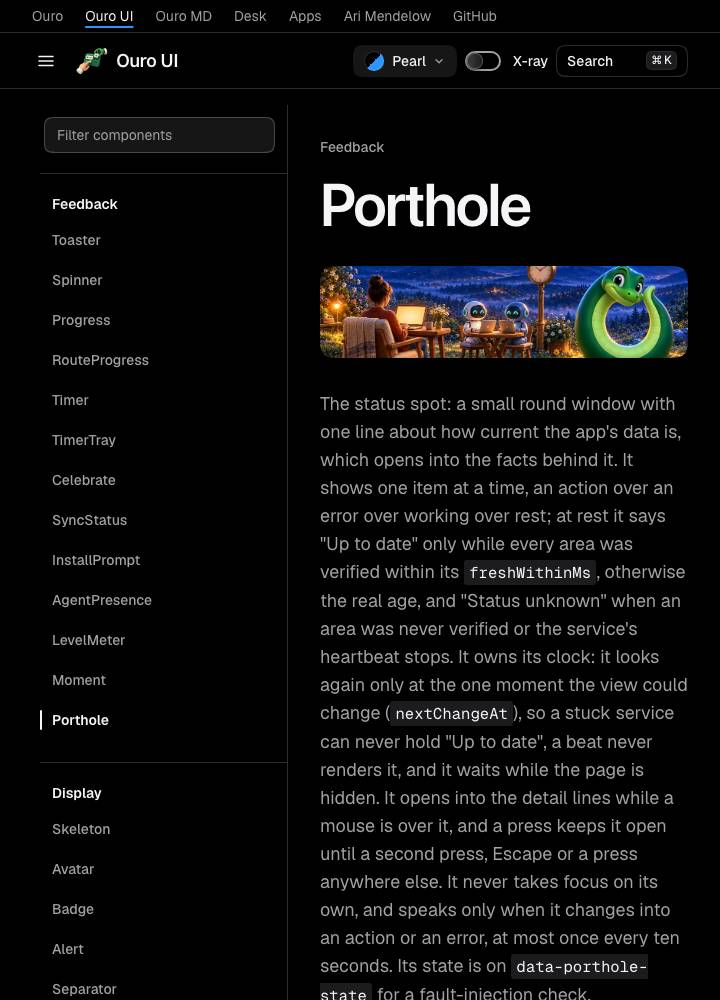 Ouro Ouro UI Ouro MD Desk Apps Ari Mendelow GitHub
Ouro UI Pearl X-ray Search ⌘ K
Filter components
Feedback
Toaster
Spinner
Progress
RouteProgress
Timer
TimerTray
Celebrate
SyncStatus
InstallPrompt
AgentPresence
LevelMeter
Moment
Porthole
Display
Skeleton
Avatar
Badge
Alert
Separator
Feedback
Porthole
The status spot: a small round window with
one line about how current the app's data is,
which opens into the facts behind it. It
shows one item at a time, an action over an
error over working over rest; at rest it says
"Up to date" only while every area was
verified within its freshWithinMs, otherwise
the real age, and "Status unknown" when an
area was never verified or the service's
heartbeat stops. It owns its clock: it looks
again only at the one moment the view could
change (nextChangeAt), so a stuck service
can never hold "Up to date", a beat never
renders it, and it waits while the page is
hidden. It opens into the detail lines while a
mouse is over it, and a press keeps it open
until a second press, Escape or a press
anywhere else. It never takes focus on its
own, and speaks only when it changes into
an action or an error, at most once every ten
seconds. Its state is on data-porthole-
state for a fault-injection check.